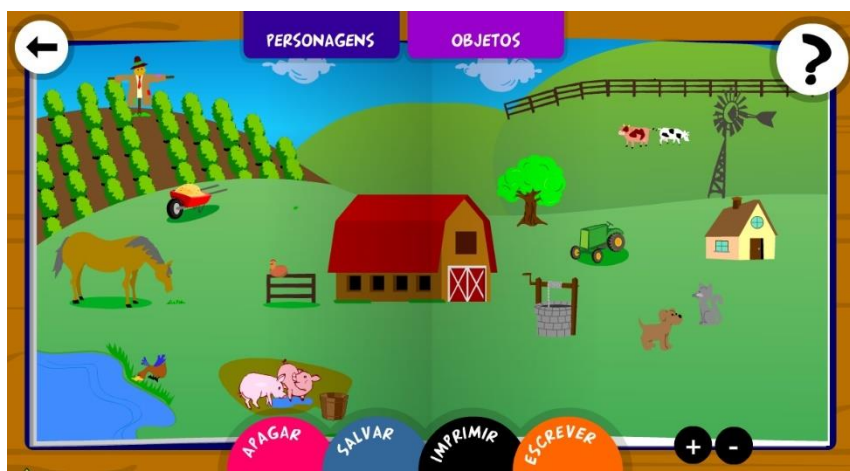 PERSONAGENS
OBJETOS
?
APAGAR
SALVAR
IMPRIMIR
ESCREVER
+
-